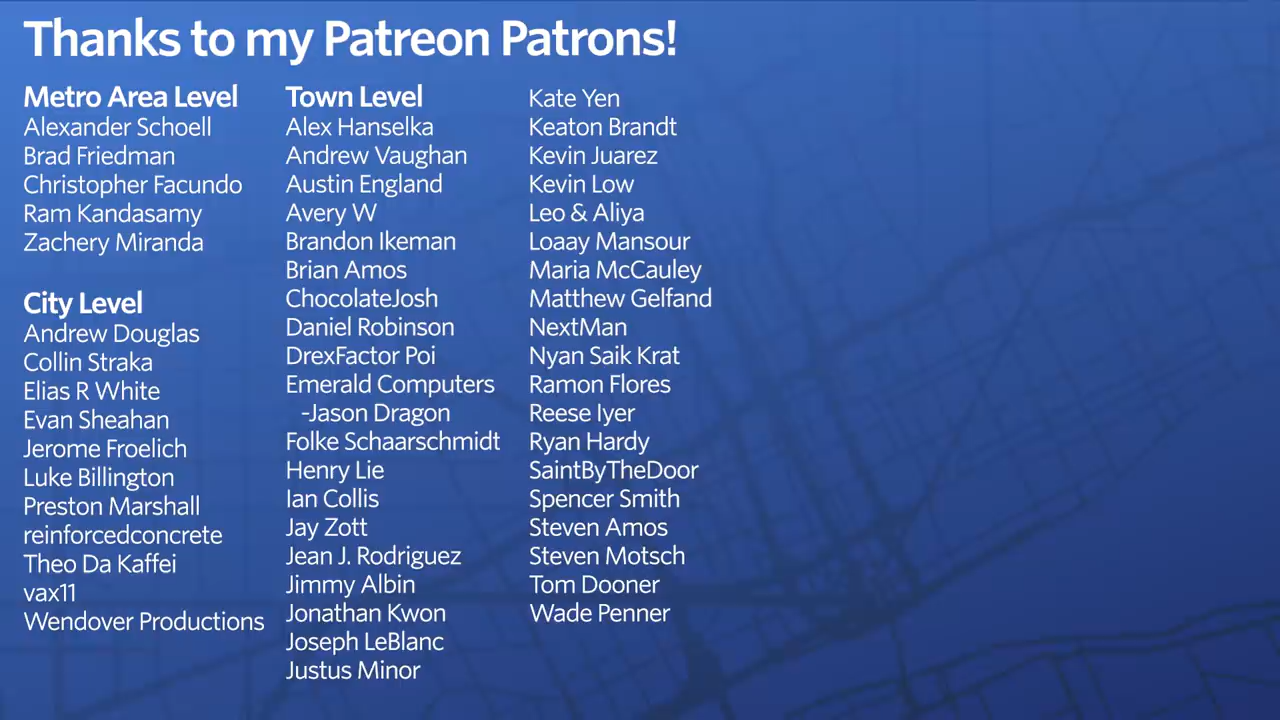 Thanks to my Patreon Patrons!
Metro Area Level
Alexander Schoell
Brad Friedman
Christopher Facundo
Ram Kandasamy
Zachery Miranda
City Level
Andrew Douglas
Collin Straka
Elias R White
Evan Sheahan
Jerome Froelich
Luke Billington
Preston Marshall
reinforcedconcrete
Theo Da Kaffei
vax11
Wendover Productions
Town Level
Alex Hanselka
Andrew Vaughan
Austin England
Avery W
Brandon Ikeman
Brian Amos
ChocolateJosh
Daniel Robinson
DrexFactor Poi
Emerald Computers
-Jason Dragon
Folke Schaarschmidt
Henry Lie
Ian Collis
Jay Zott
Jean J. Rodriguez
Jimmy Albin
Jonathan Kwon
Joseph LeBlanc
Justus Minor
Kate Yen
Keaton Brandt
Kevin Juarez
Kevin Low
Leo & Aliya
Loaay Mansour
Maria McCauley
Matthew Gelfand
NextMan
Nyan Saik Krat
Ramon Flores
Reese Iyer
Ryan Hardy
SaintByTheDoor
Spencer Smith
Steven Amos
Steven Motsch
Tom Dooner
Wade Penner